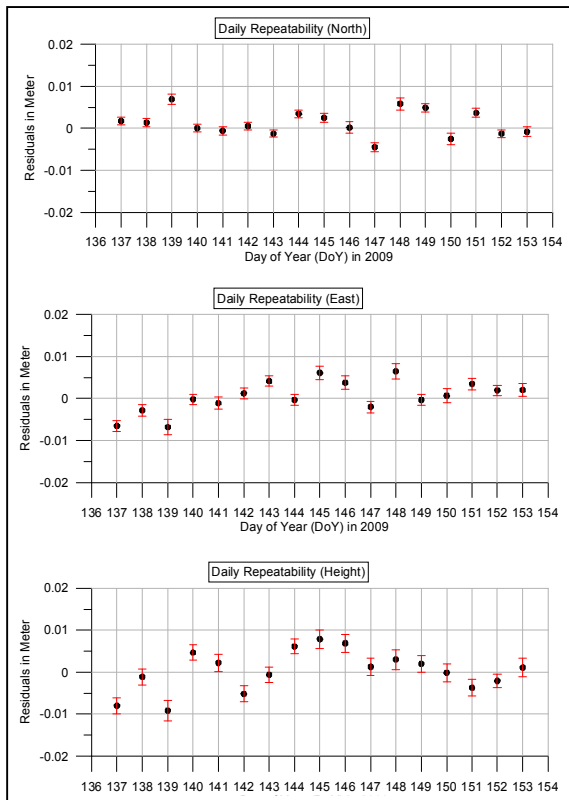 Daily Repeatability (North)
0.02
0.01
0
-0.01
-0.02
Residuals in Meter
136 137 138 139 140 141 142 143 144 145 146 147 148 149 150 151 152 153 154
Day of Year (DoY) in 2009
Daily Repeatability (East)
0.02
0.01
0
-0.01
-0.02
Residuals in Meter
136 137 138 139 140 141 142 143 144 145 146 147 148 149 150 151 152 153 154
Day of Year (DoY) in 2009
Daily Repeatability (Height)
0.02
0.01
0
-0.01
-0.02
Residuals in Meter
136 137 138 139 140 141 142 143 144 145 146 147 148 149 150 151 152 153 154